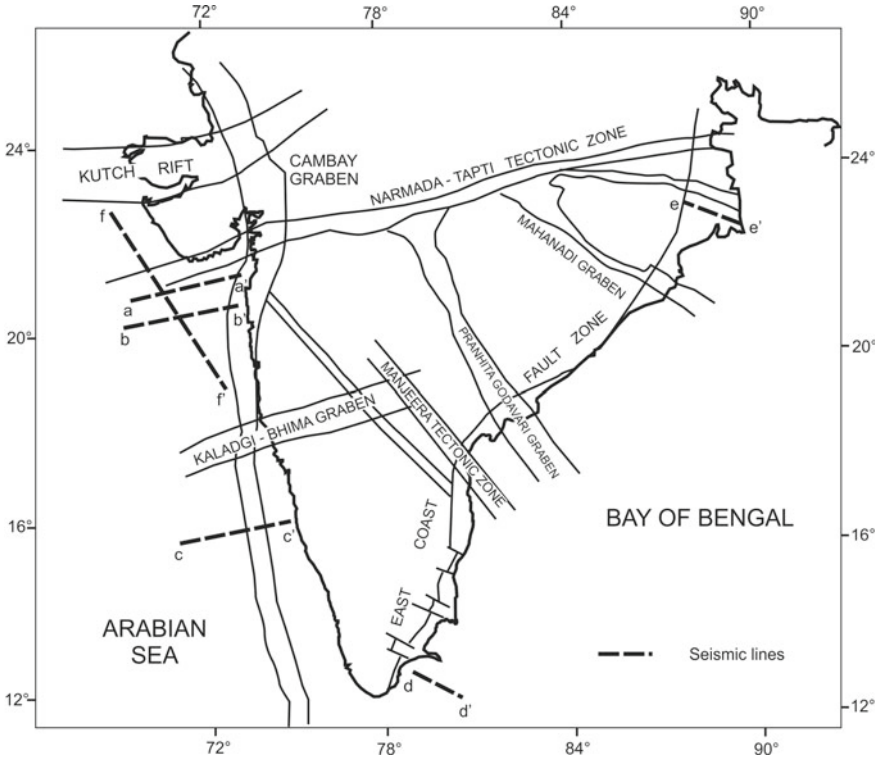 72°
78°
84°
90°
24°
24°
KUTCH RIFT
CAMBAY
GRABEN
NARMADA - TAPTI TECTONIC ZONE
f
e
e'
MAHANADI GRABEN
a
a'
b
b'
20°
20°
f'
FAULT ZONE
PRANHITA GODAVARI GRABEN
MANJEERA TECTONIC ZONE
KALADGI - BHIMA GRABEN
16°
16°
c
c'
COAST
BAY OF BENGAL
EAST
ARABIAN
SEA
Seismic lines
d
d'
12°
12°
72°
78°
84°
90°